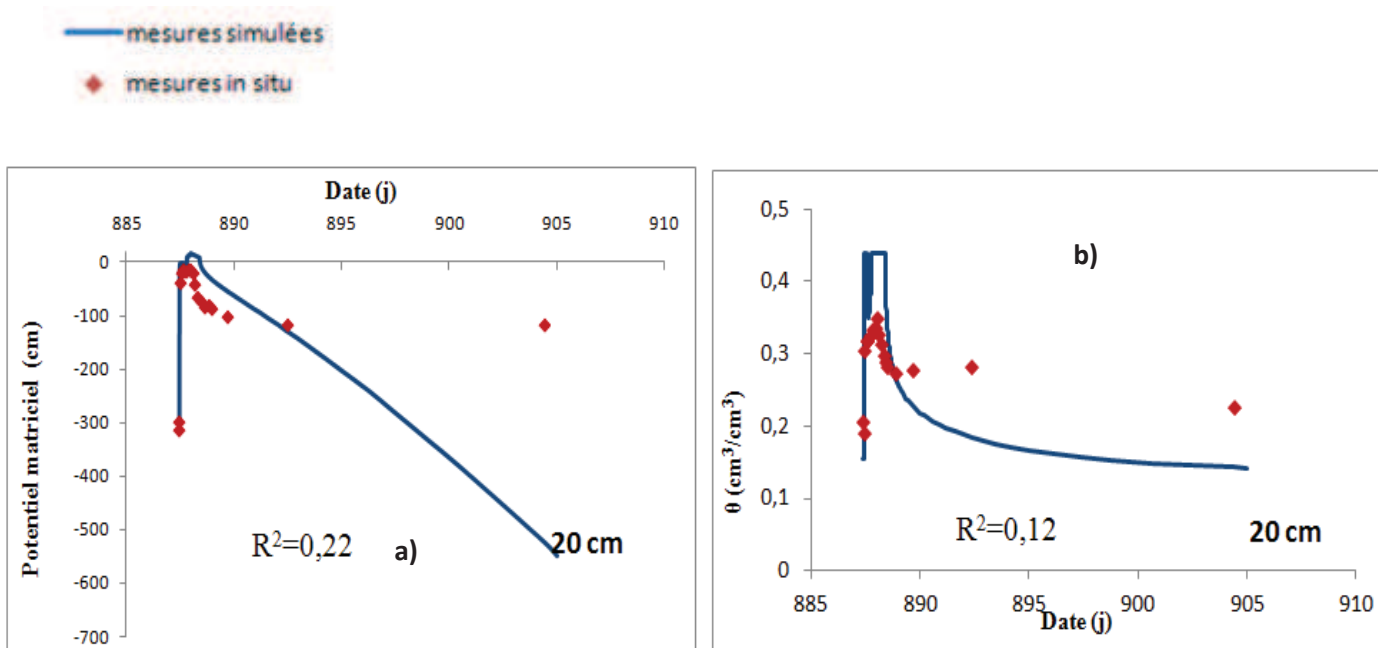 mesures simulées
mesures in situ
Date (j)
885 890 895 900 905 910
0
-100
-200
-300
-400
-500
-600
-700
Potentiel matriciel (cm)
R²=0,22
a)
20 cm
0,5
0,4
0,3
0,2
0,1
0
θ (cm³/cm³)
b)
R²=0,12
20 cm
885 890 895 900 905 910
Date (j)